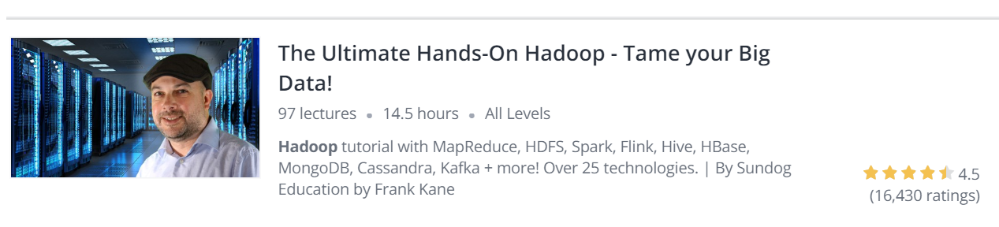 The Ultimate Hands-On Hadoop - Tame your Big
Data!
97 lectures • 14.5 hours • All Levels
Hadoop tutorial with MapReduce, HDFS, Spark, Flink, Hive, HBase,
MongoDB, Cassandra, Kafka + more! Over 25 technologies. | By Sundog
Education by Frank Kane
4.5
(16,430 ratings)